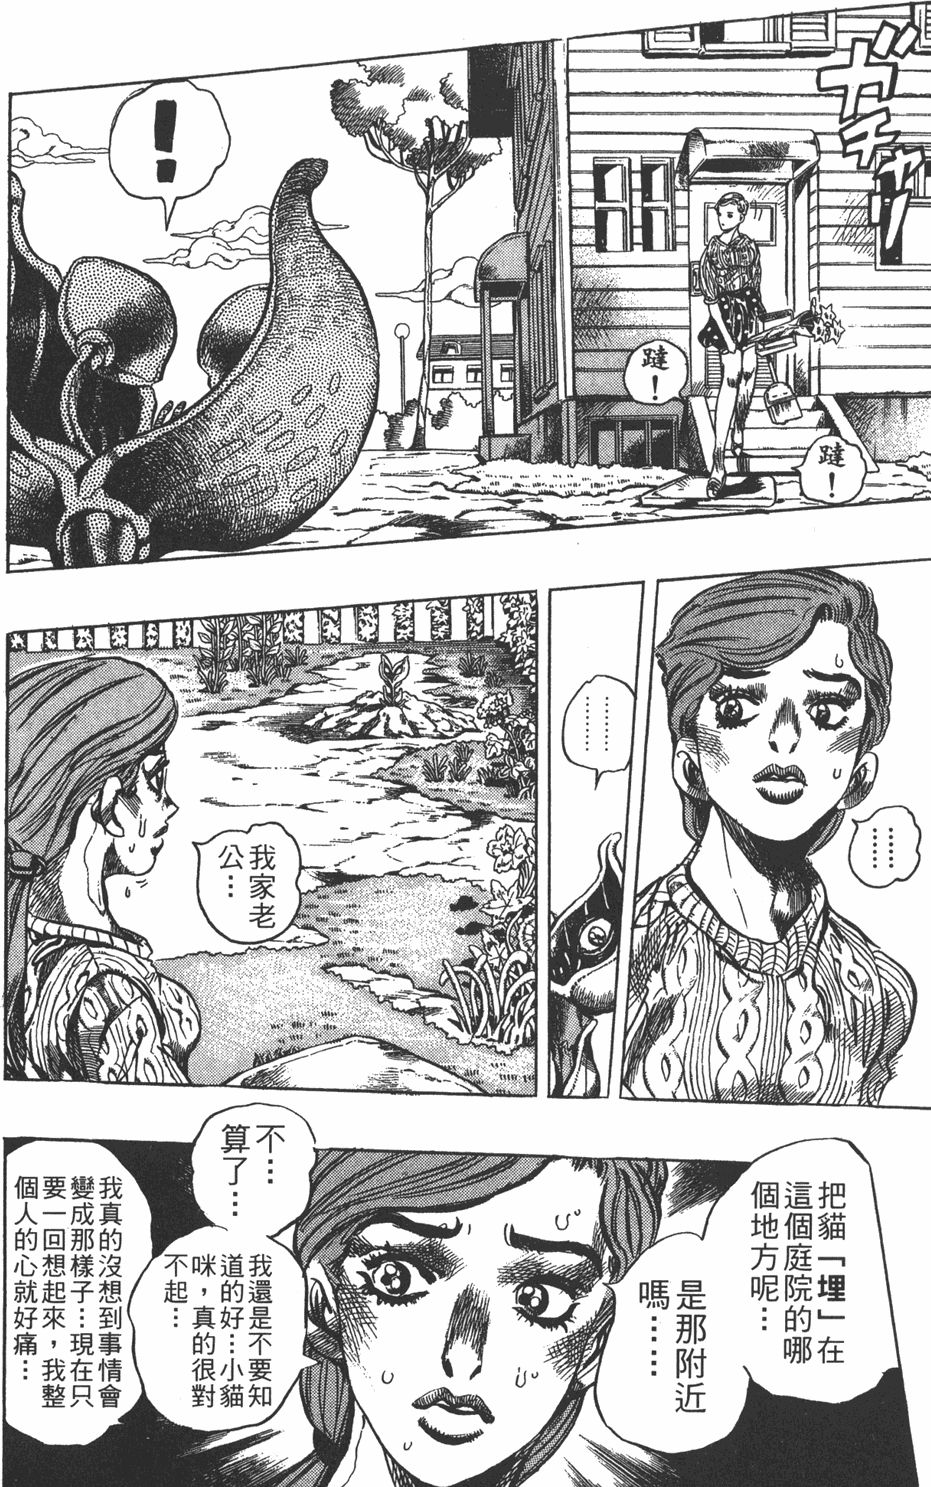 ガチャッ
！
躂！
躂！
⋯⋯
⋯⋯
我家老
公⋯
把貓「埋」在
這個庭院的哪
個地方呢⋯
是那附近
嗎⋯⋯
不⋯
算了⋯
我還是不要知
道的好⋯小貓
咪，真的很對
不起⋯
我真的沒想到事情會
變成那樣子⋯現在只
要一回想起來，我整
個人的心就好痛⋯